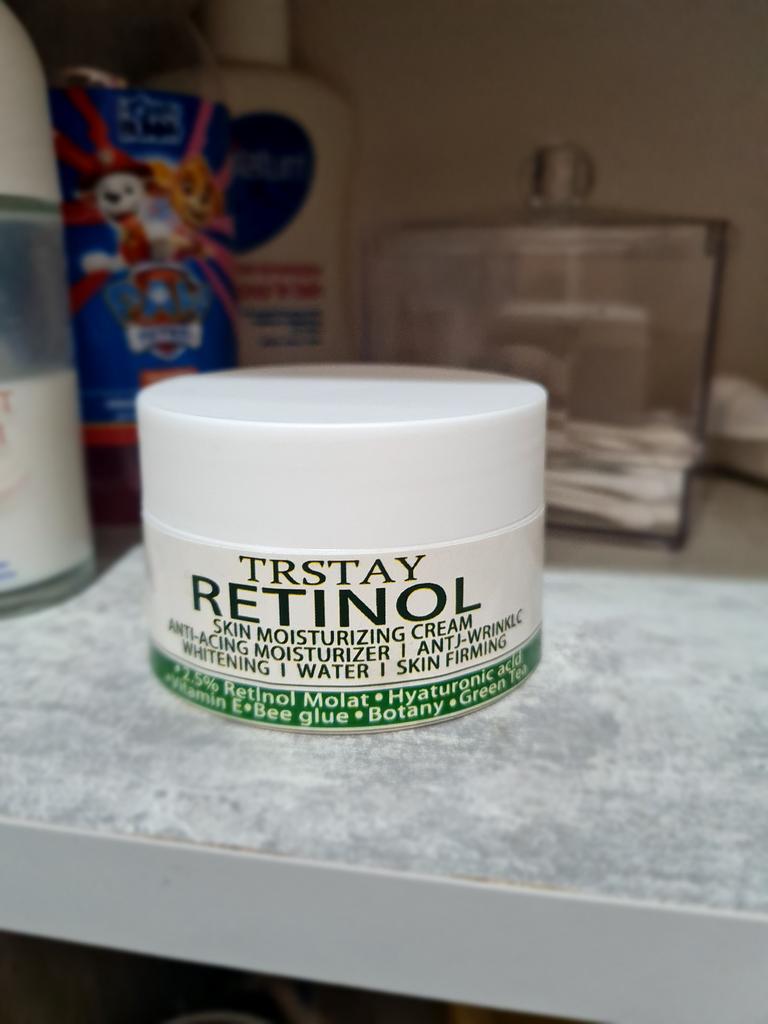 TRSTAY
RETINOL
SKIN MOISTURIZING CREAM
ANTI-ACING MOISTURIZER | ANTJ-WRINKLC
WHITENING | WATER | SKIN FIRMING
•2.5% RetInol Molat • Hyaturonic acid
•Vitamin E•Bee glue • Botany •Green Tea
PAW